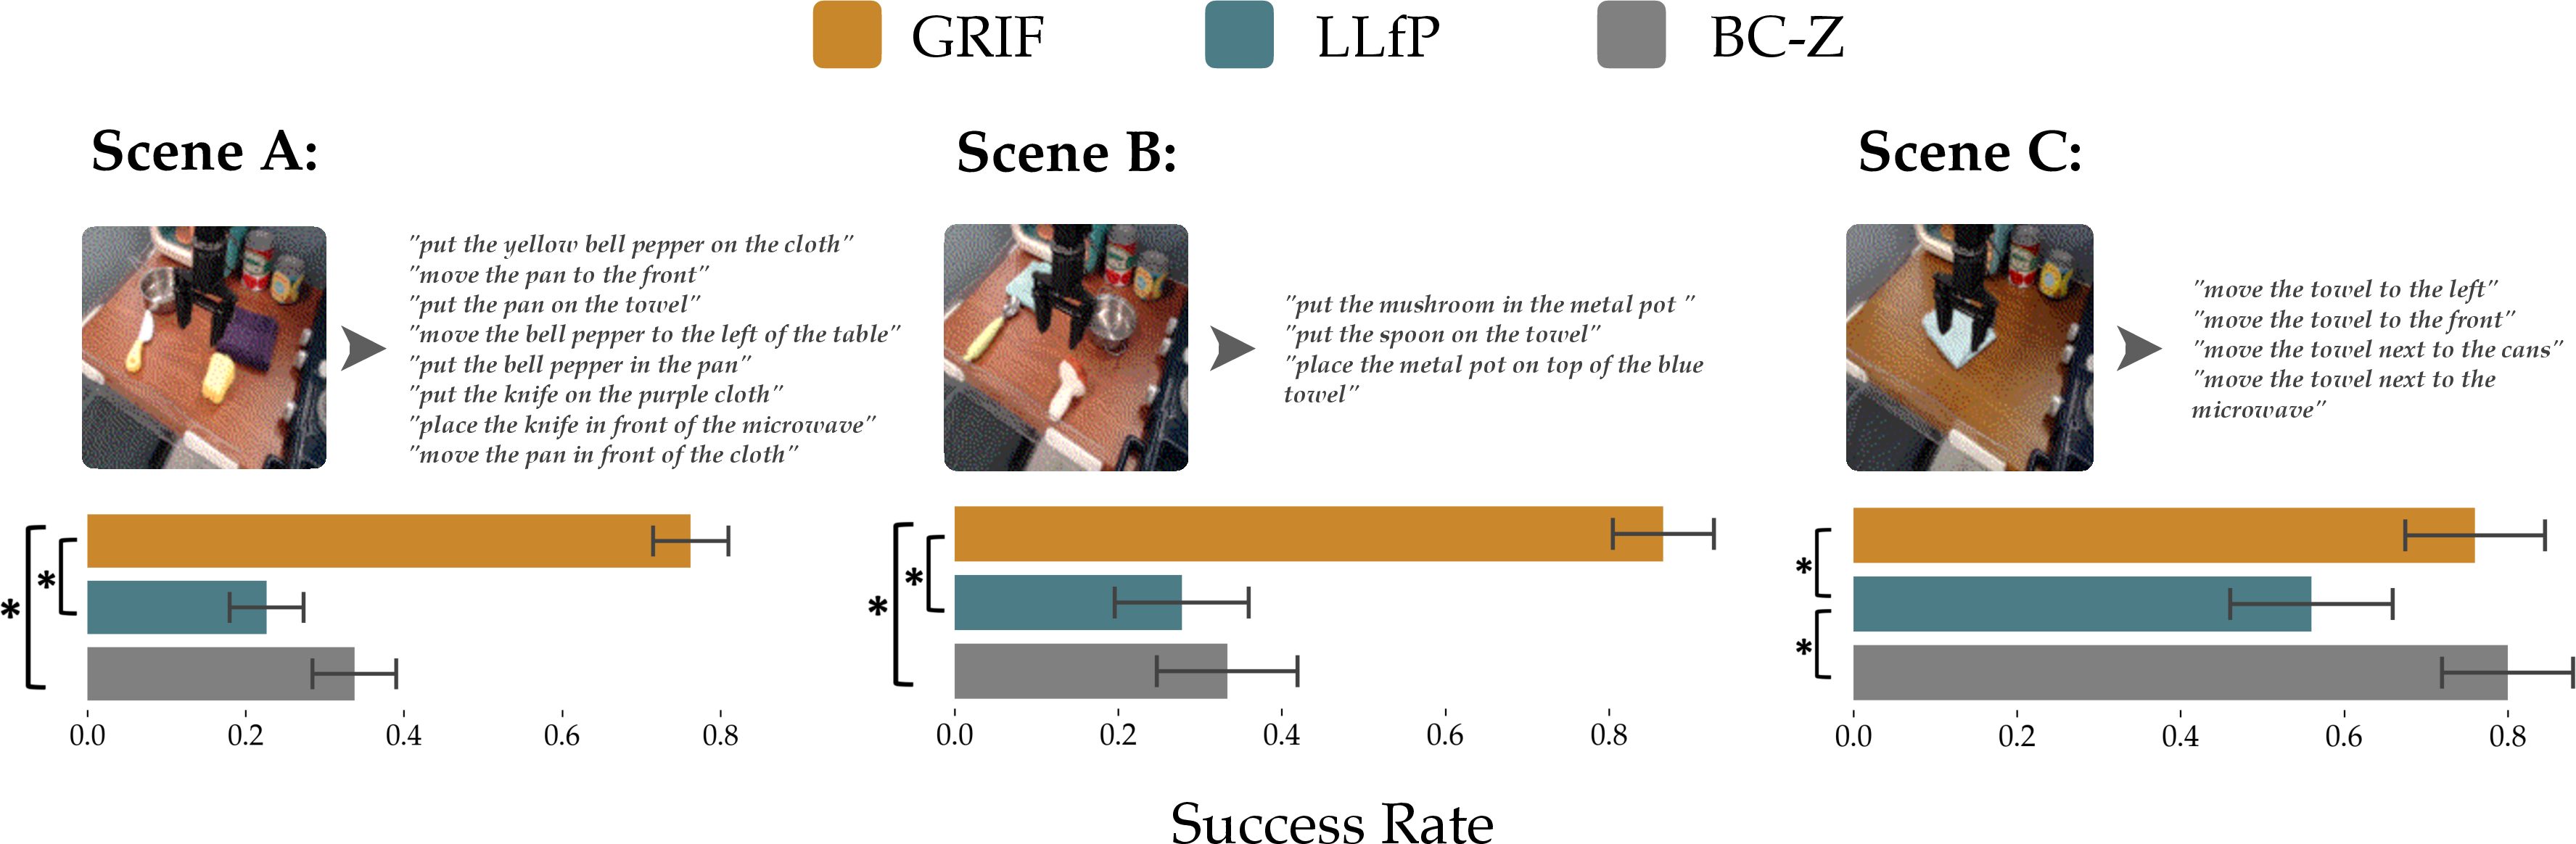 GRIF LLfP BC-Z
Scene A:
"put the yellow bell pepper on the cloth"
"move the pan to the front"
"put the pan on the towel"
"move the bell pepper to the left of the table"
"put the bell pepper in the pan"
"put the knife on the purple cloth"
"place the knife in front of the microwave"
"move the pan in front of the cloth"
*
*
0.0 0.2 0.4 0.6 0.8
Scene B:
"put the mushroom in the metal pot "
"put the spoon on the towel"
"place the metal pot on top of the blue
towel"
*
*
0.0 0.2 0.4 0.6 0.8
Scene C:
"move the towel to the left"
"move the towel to the front"
"move the towel next to the cans"
"move the towel next to the
microwave"
*
*
0.0 0.2 0.4 0.6 0.8
Success Rate